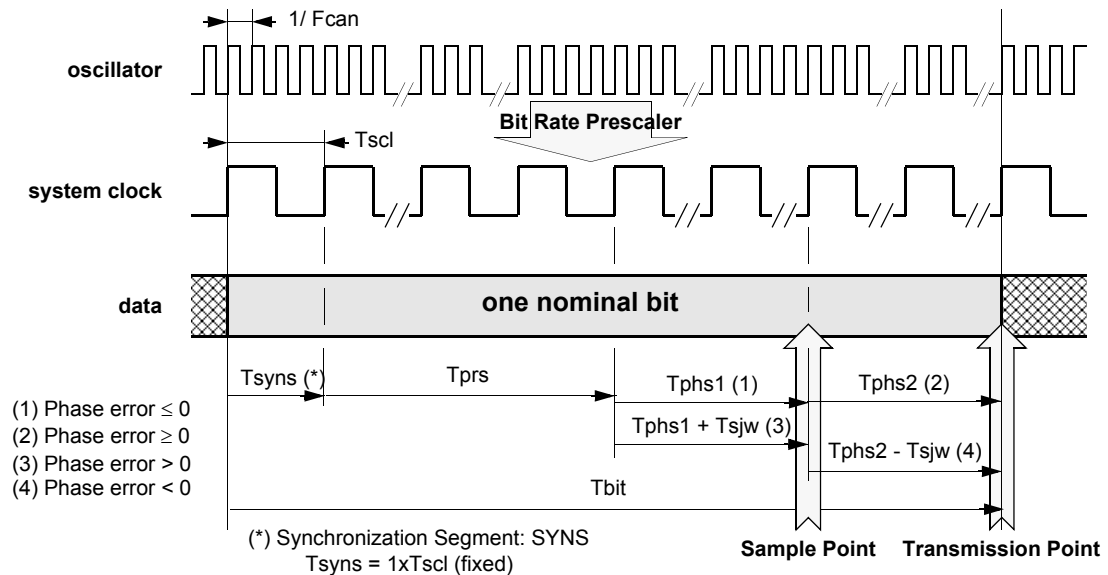 1/ Fcan
oscillator
Bit Rate Prescaler
Tscl
system clock
data
one nominal bit
Tsyns (*)
Tprs
Tphs1 (1)
Tphs2 (2)
(1) Phase error ≤ 0
(2) Phase error ≥ 0
(3) Phase error > 0
(4) Phase error < 0
Tphs1 + Tsjw (3)
Tphs2 - Tsjw (4)
Tbit
(*) Synchronization Segment: SYNS
Tsyns = 1xTscl (fixed)
Sample Point
Transmission Point